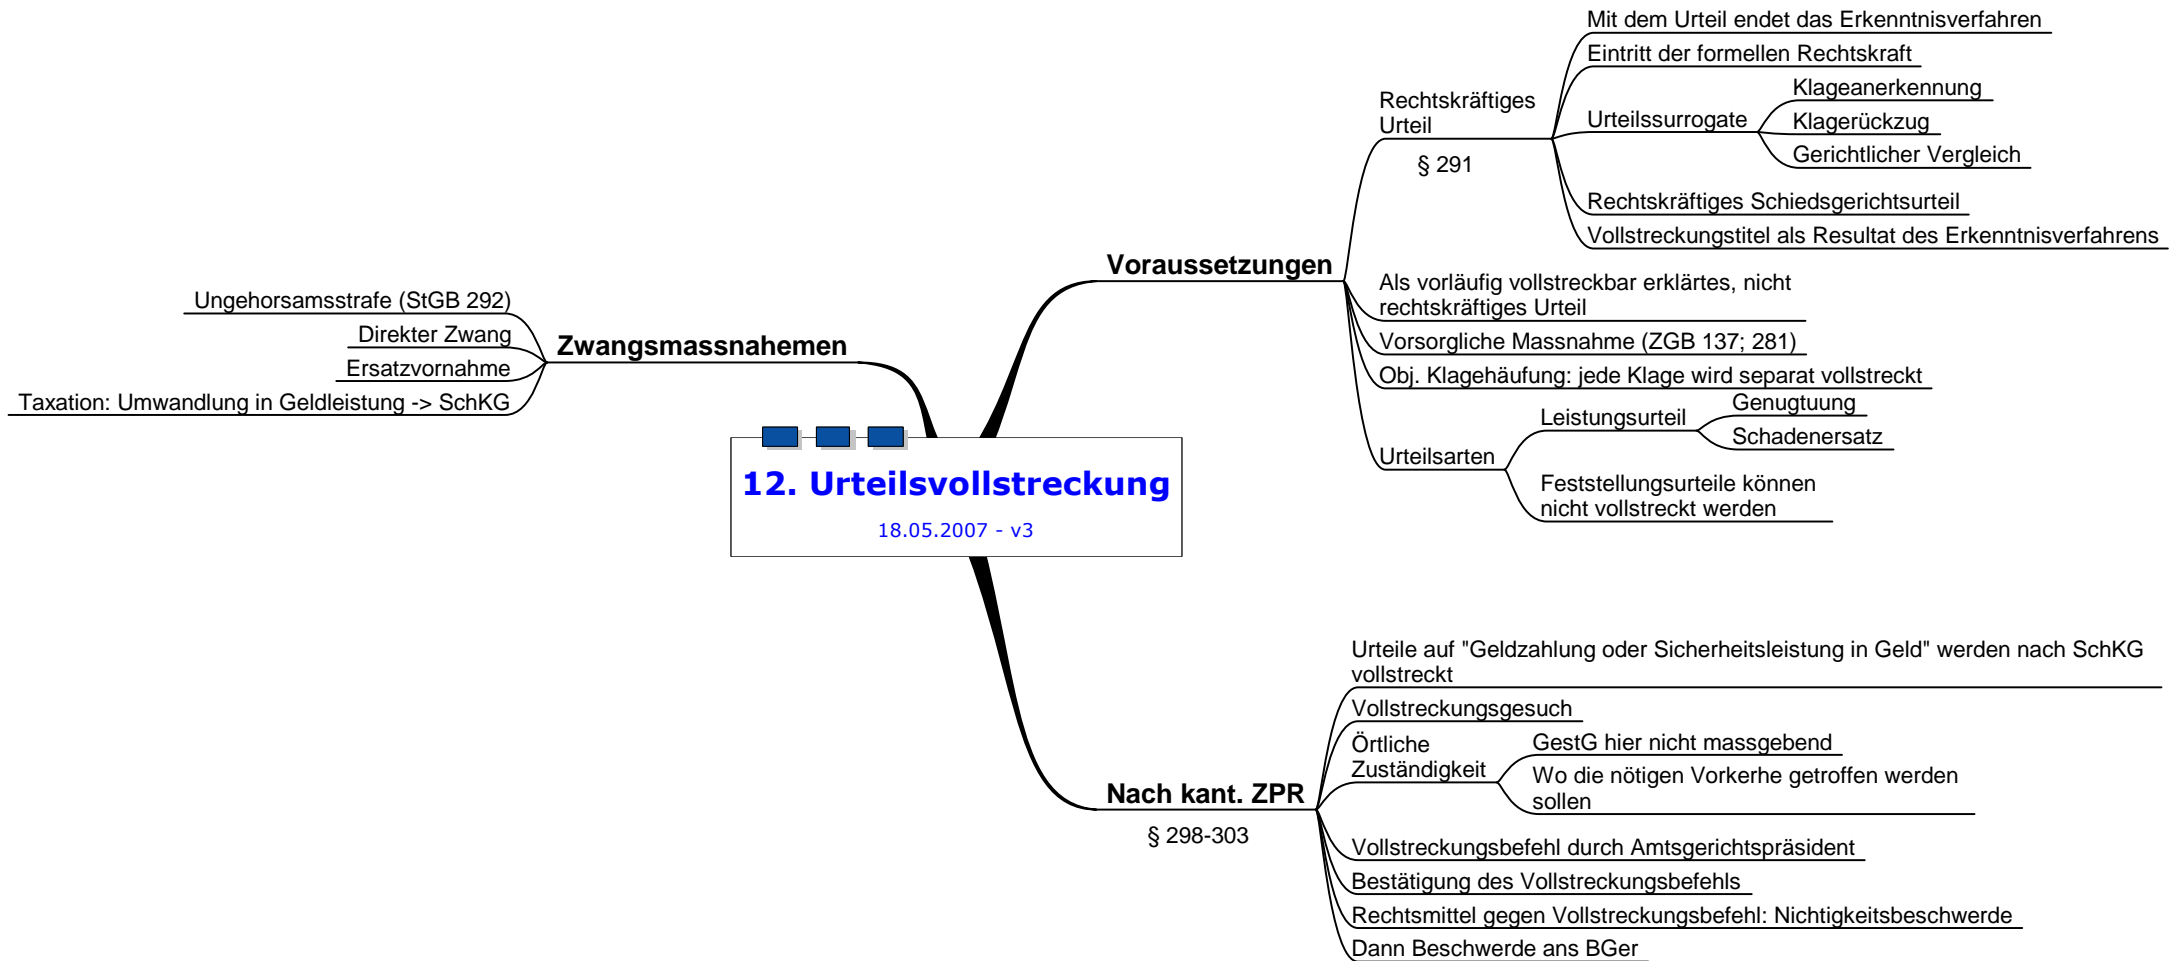 12. Urteilsvollstreckung
18.05.2007 - v3
Voraussetzungen
Rechtskräftiges
Urteil
§ 291
Mit dem Urteil endet das Erkenntnisverfahren
Eintritt der formellen Rechtskraft
Urteilssurrogate
Klageanerkennung
Klagerückzug
Gerichtlicher Vergleich
Rechtskräftiges Schiedsgerichtsurteil
Vollstreckungstitel als Resultat des Erkenntnisverfahrens
Als vorläufig vollstreckbar erklärtes, nicht
rechtskräftiges Urteil
Vorsorgliche Massnahme (ZGB 137; 281)
Obj. Klagehäufung: jede Klage wird separat vollstreckt
Urteilsarten
Leistungsurteil
Genugtuung
Schadenersatz
Feststellungsurteile können
nicht vollstreckt werden
Nach kant. ZPR
§ 298-303
Urteile auf "Geldzahlung oder Sicherheitsleistung in Geld" werden nach SchKG
vollstreckt
Vollstreckungsgesuch
Örtliche
Zuständigkeit
GestG hier nicht massgebend
Wo die nötigen Vorkerhe getroffen werden
sollen
Vollstreckungsbefehl durch Amtsgerichtspräsident
Bestätigung des Vollstreckungsbefehls
Rechtsmittel gegen Vollstreckungsbefehl: Nichtigkeitsbeschwerde
Dann Beschwerde ans BGer
Zwangsmassnahemen
Ungehorsamsstrafe (StGB 292)
Direkter Zwang
Ersatzvornahme
Taxation: Umwandlung in Geldleistung -> SchKG